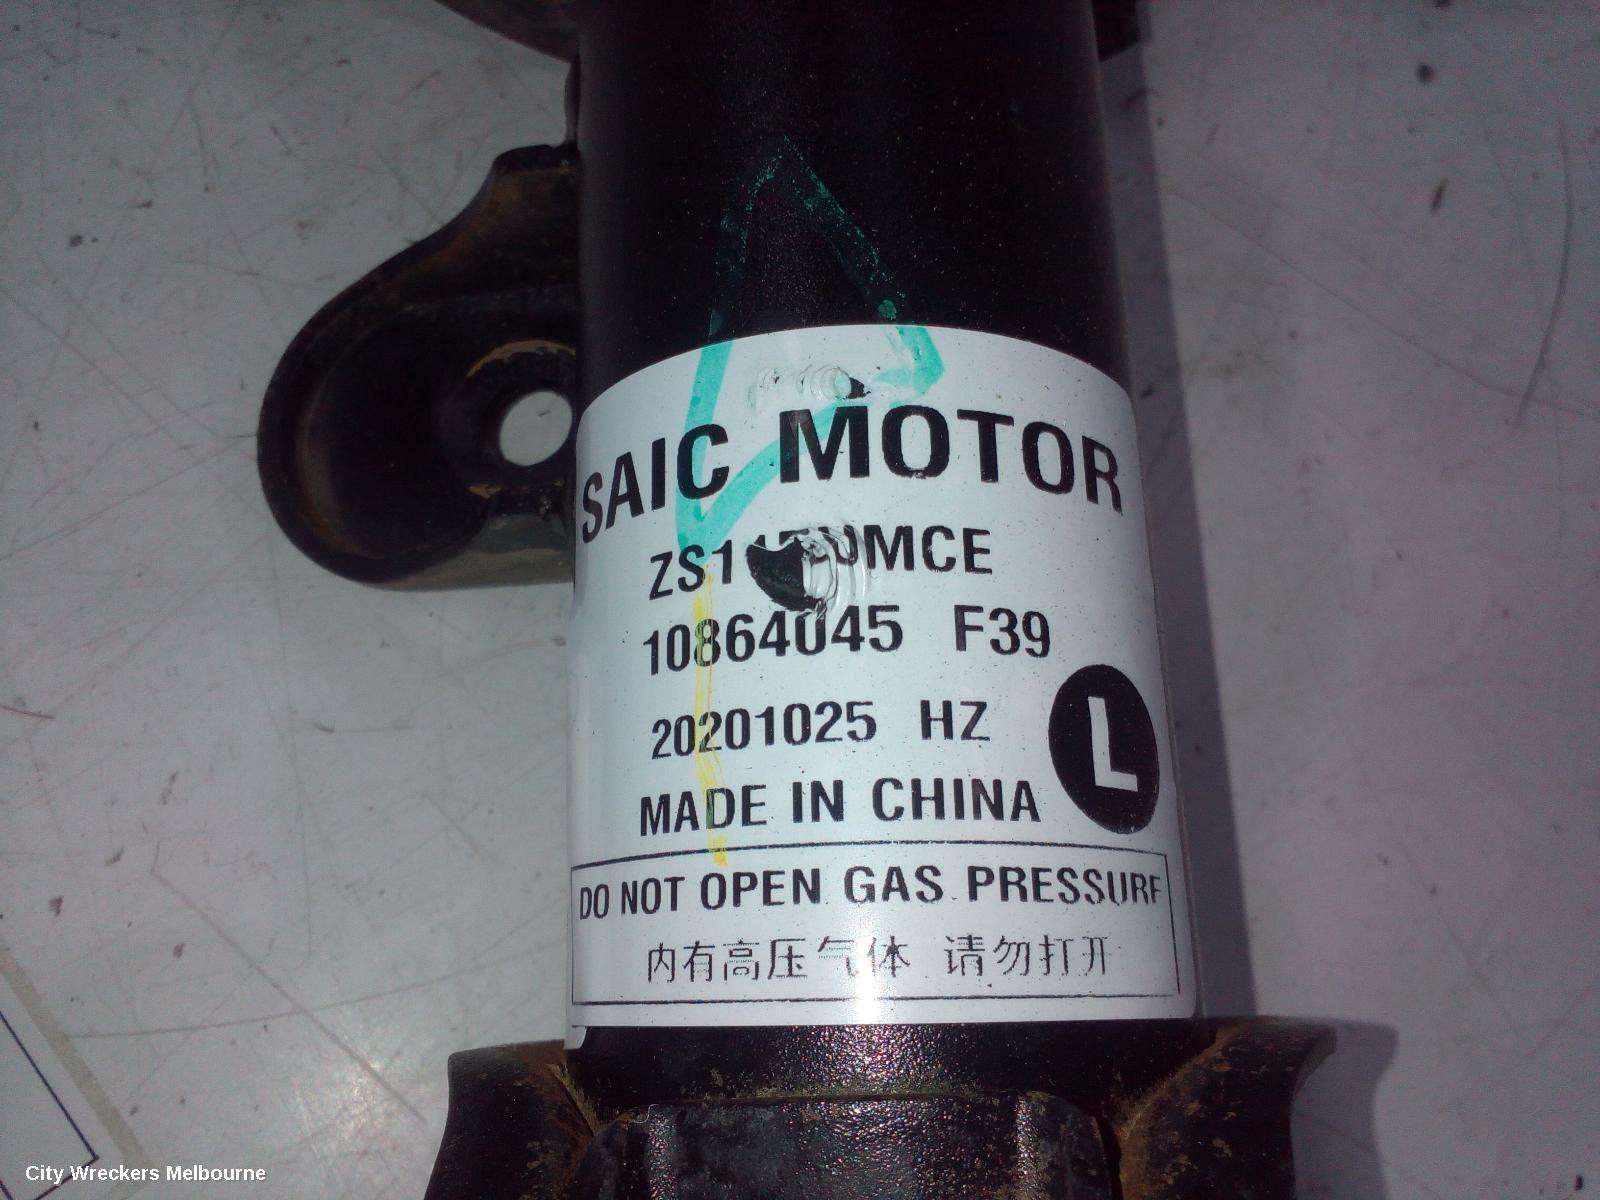 SAIC MOTOR
10864045 F39
20201025 HZ
L
MADE IN CHINA
DO NOT OPEN GAS PRESSURE
内有高压气体 请勿打开
City Wreckers Melbourne